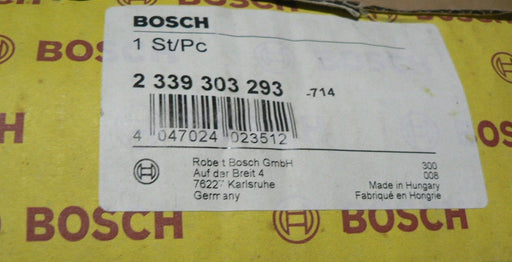 BOSCH
1 St/Pc
2 339 303 293 -714
4 047024 023512
Robert Bosch GmbH
Auf der Breit 4
76227 Karlsruhe
Germany
300
008
Made in Hungary
Fabriqué en Hongrie
BOSCH
BOSCH
BOSCH